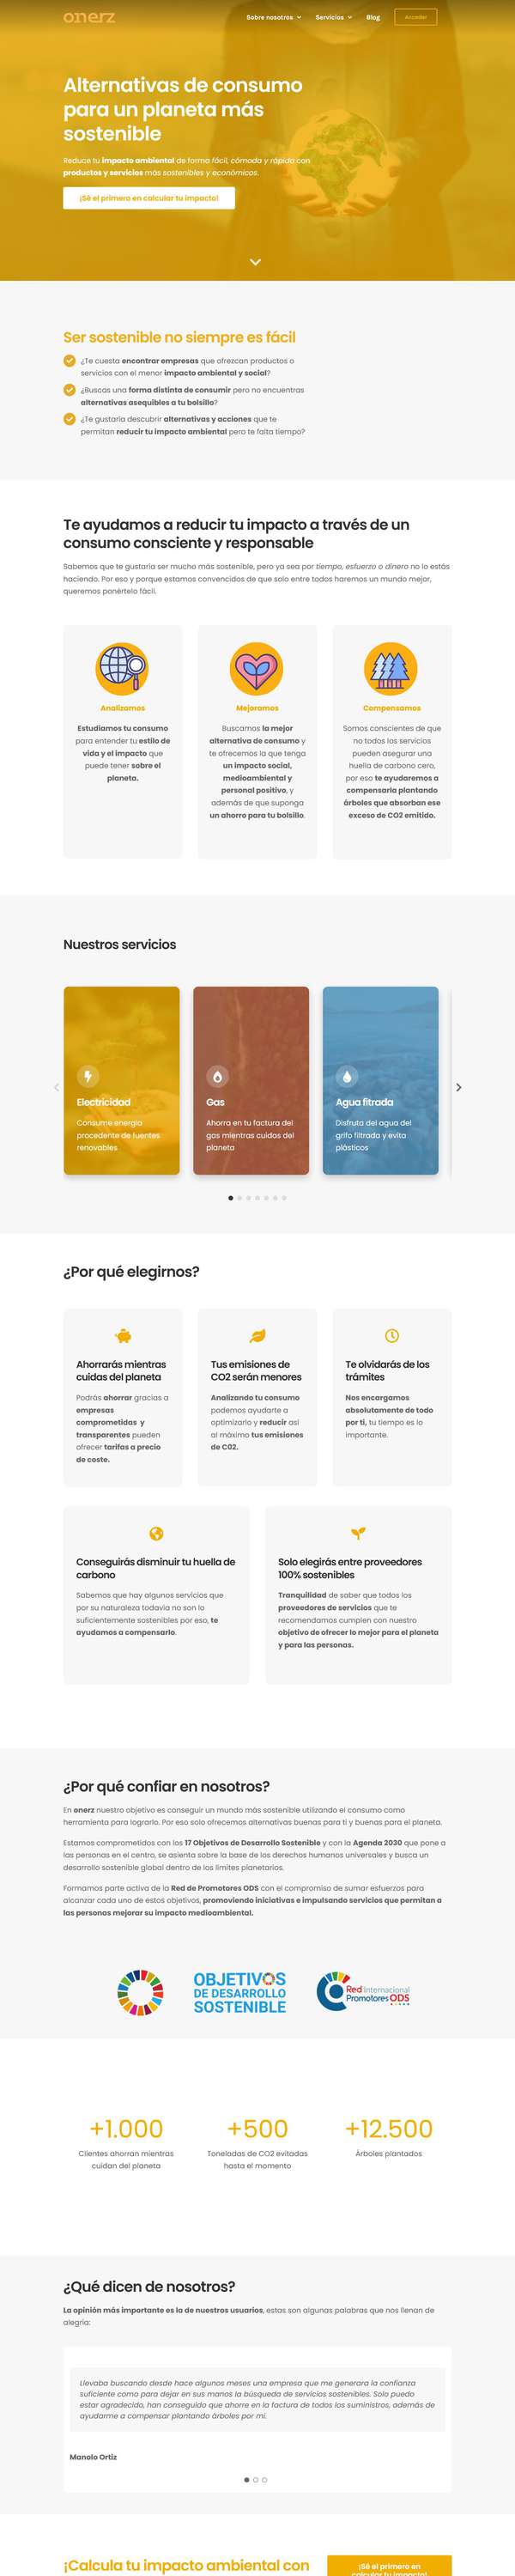 onerz
Sobre nosotros
Servicios
Blog
Acceder
Alternativas de consumo
para un planeta más
sostenible
Reduce tu impacto ambiental de forma fácil, cómoda y rápida con
productos y servicios más sostenibles y económicos.
¡Sé el primero en calcular tu impacto!
Ser sostenible no siempre es fácil
¿Te cuesta encontrar empresas que ofrezcan productos o
servicios con el menor impacto ambiental y social?
¿Buscas una forma distinta de consumir pero no encuentras
alternativas asequibles a tu bolsillo?
¿Te gustaría descubrir alternativas y acciones que te
permitan reducir tu impacto ambiental pero te falta tiempo?
Te ayudamos a reducir tu impacto a través de un
consumo consciente y responsable
Sabemos que te gustaría ser mucho más sostenible, pero ya sea por tiempo, esfuerzo o dinero no lo estás
haciendo. Por eso y porque estamos convencidos de que solo entre todos haremos un mundo mejor,
queremos ponértelo fácil.
Analizamos
Estudiamos tu consumo
para entender tu estilo de
vida y el impacto que
puede tener sobre el
planeta.
Mejoramos
Buscamos la mejor
alternativa de consumo y
te ofrecemos la que tenga
un impacto social,
medioambiental y
personal positivo, y
además de que suponga
un ahorro para tu bolsillo.
Compensamos
Somos conscientes de que
no todos los servicios
pueden asegurar una
huella de carbono cero,
por eso te ayudaremos a
compensarla plantando
árboles que absorban ese
exceso de CO2 emitido.
Nuestros servicios
Electricidad
Consume energía
procedente de fuentes
renovables
Gas
Ahorra en tu factura del
gas mientras cuidas del
planeta
Agua fitrada
Disfruta del agua del
grifo filtrada y evita
plásticos
¿Por qué elegirnos?
Ahorrarás mientras
cuidas del planeta
Podrás ahorrar gracias a
empresas
comprometidas y
transparentes pueden
ofrecer tarifas a precio
de coste.
Tus emisiones de
CO2 serán menores
Analizando tu consumo
podemos ayudarte a
optimizarlo y reducir así
al máximo tus emisiones
de C02.
Te olvidarás de los
trámites
Nos encargamos
absolutamente de todo
por ti, tu tiempo es lo
importante.
Conseguirás disminuir tu huella de
carbono
Sabemos que hay algunos servicios que
por su naturaleza todavía no son lo
suficientemente sostenibles por eso, te
ayudamos a compensarlo.
Solo elegirás entre proveedores
100% sostenibles
Tranquilidad de saber que todos los
proveedores de servicios que te
recomendamos cumplen con nuestro
objetivo de ofrecer lo mejor para el planeta
y para las personas.
¿Por qué confiar en nosotros?
En onerz nuestro objetivo es conseguir un mundo más sostenible utilizando el consumo como
herramienta para lograrlo. Por eso solo ofrecemos alternativas buenas para ti y buenas para el planeta.
Estamos comprometidos con los 17 Objetivos de Desarrollo Sostenible y con la Agenda 2030 que pone a
las personas en el centro, se asienta sobre la base de los derechos humanos universales y busca un
desarrollo sostenible global dentro de los límites planetarios.
Formamos parte activa de la Red de Promotores ODS con el compromiso de sumar esfuerzos para
alcanzar cada uno de estos objetivos, promoviendo iniciativas e impulsando servicios que permitan a
las personas mejorar su impacto medioambiental.
OBJETIVOS
DE DESARROLLO
SOSTENIBLE
Red Internacional
Promotores ODS
+1.000
Clientes ahorran mientras
cuidan del planeta
+500
Toneladas de CO2 evitadas
hasta el momento
+12.500
Árboles plantados
¿Qué dicen de nosotros?
La opinión más importante es la de nuestros usuarios, estas son algunas palabras que nos llenan de
alegría:
Llevaba buscando desde hace algunos meses una empresa que me generara la confianza
suficiente como para dejar en sus manos la búsqueda de servicios sostenibles. Solo puedo
estar agradecido, han conseguido que ahorre en la factura de todos los suministros, además de
ayudarme a compensar plantando árboles por mí.
Manolo Ortiz
¡Calcula tu impacto ambiental con
¡Sé el primero en
calcular tu impacto!